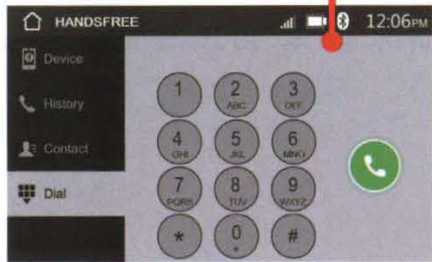 HANDSFREE 12:06PM
Device
History
Contact
Dial
1 2 ABC 3 DEF
4 GHI 5 JKL 6 MNO
7 PQRS 8 TUV 9 WXYZ
* 0 + #